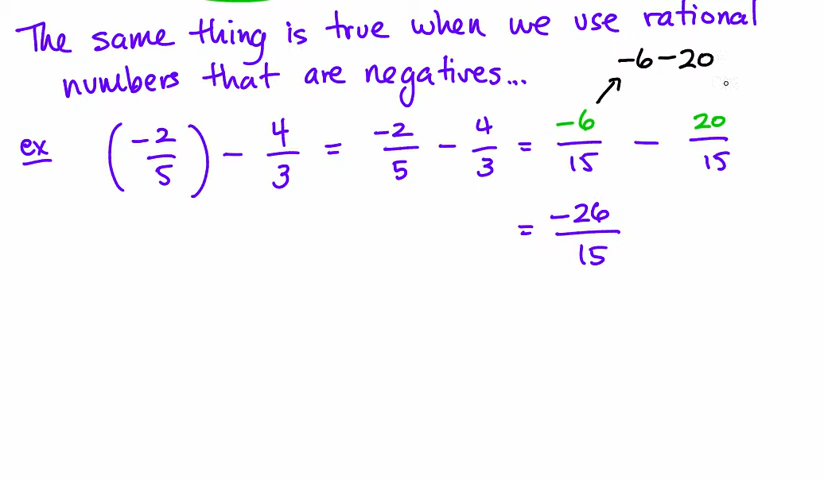 The same thing is true when we use rational
numbers that are negatives...
-6-20
ex (-2/5) - 4/3 = -2/5 - 4/3 = -6/15 - 20/15
= -26/15